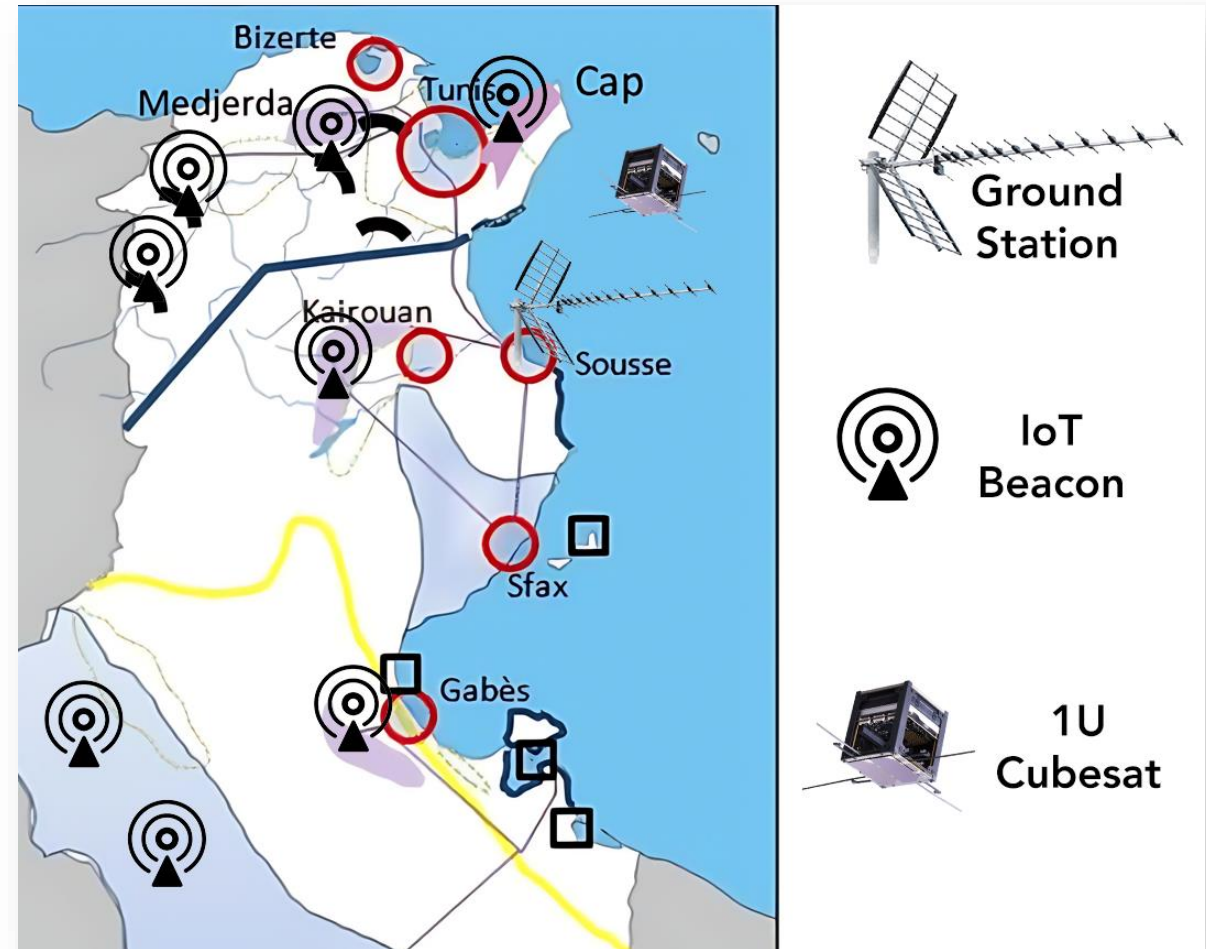 Bizerte
Medjerda
Tunis
Cap
Kairouan
Sousse
Sfax
Gabès
Ground
Station
IoT
Beacon
1U
Cubesat